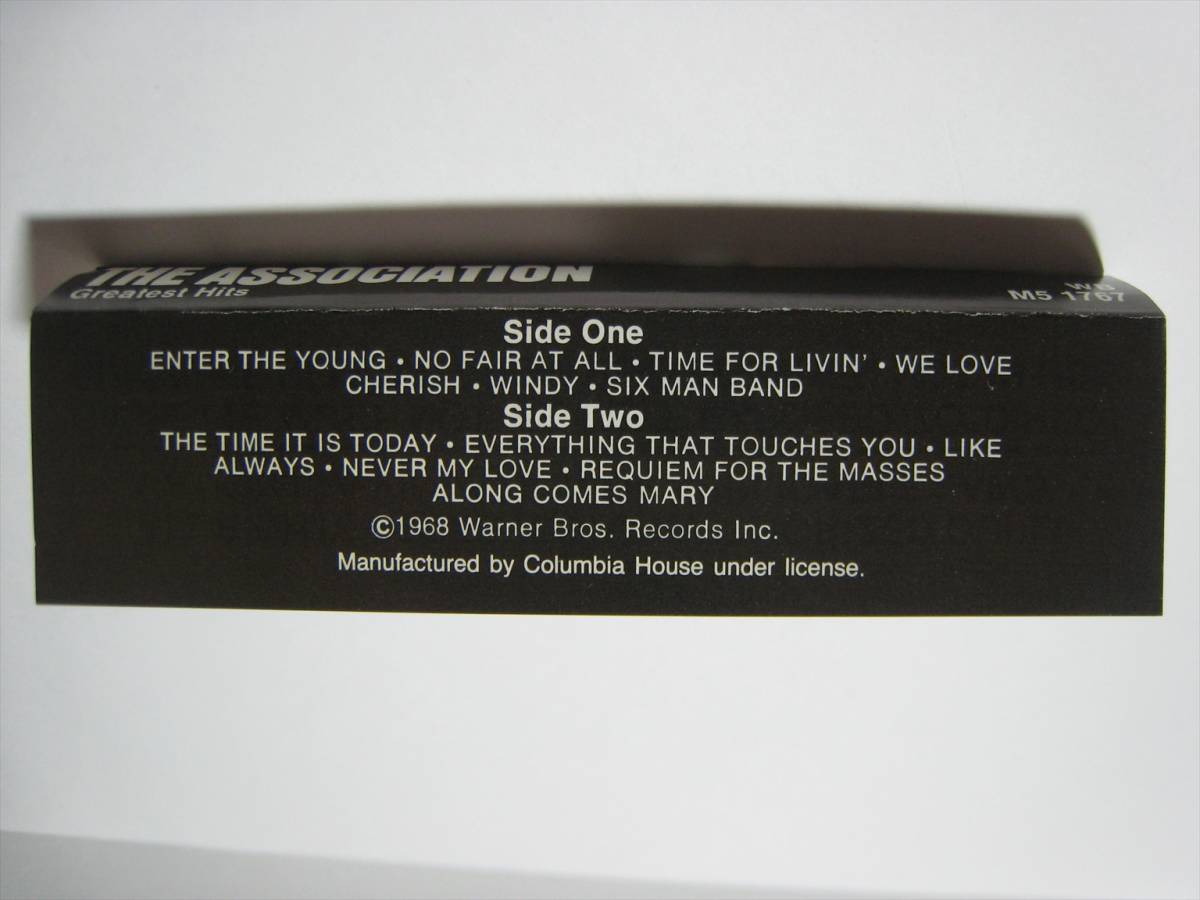 THE ASSOCIATION
Greatest Hits
WB
M5 1767
Side One
ENTER THE YOUNG • NO FAIR AT ALL • TIME FOR LIVIN' • WE LOVE
CHERISH • WINDY • SIX MAN BAND
Side Two
THE TIME IT IS TODAY • EVERYTHING THAT TOUCHES YOU • LIKE
ALWAYS • NEVER MY LOVE • REQUIEM FOR THE MASSES
ALONG COMES MARY
©1968 Warner Bros. Records Inc.
Manufactured by Columbia House under license.